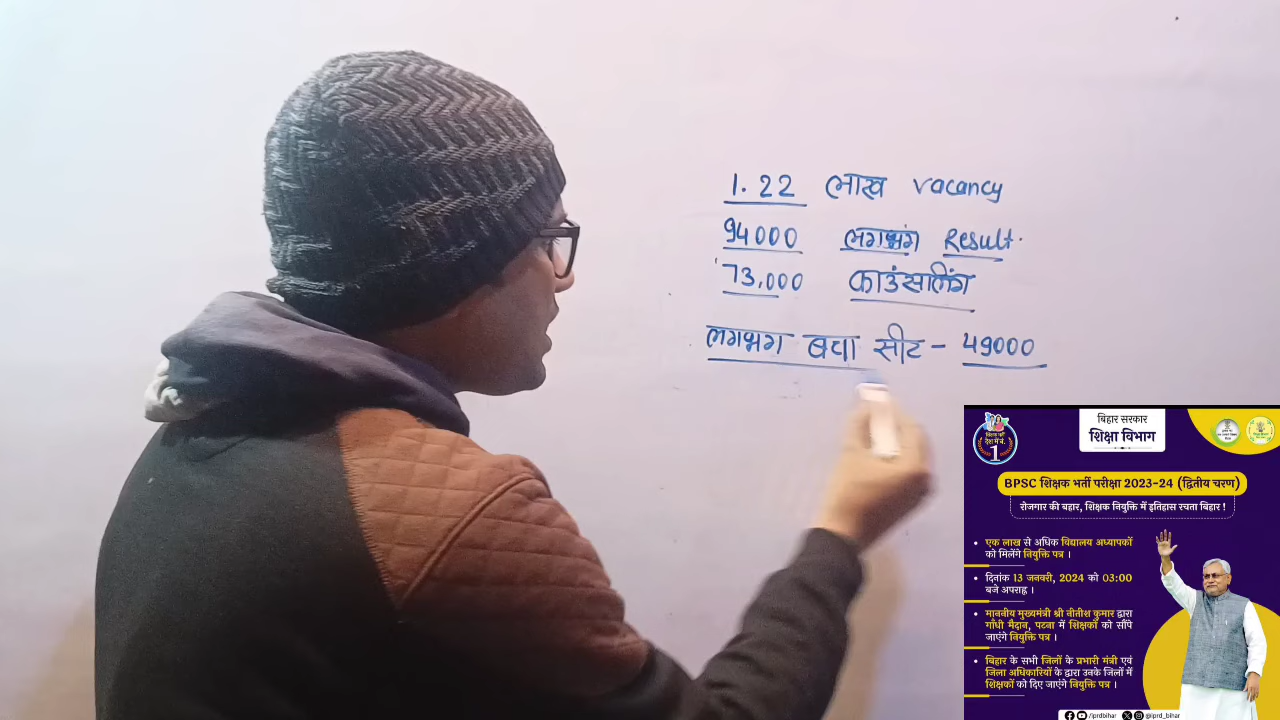 1.22 लाख vacancy
94000 लगभग Result.
73,000 काउंसलिंग
लगभग बचा सीट - 49000
बिहार सरकार
शिक्षा विभाग
1
BPSC शिक्षक भर्ती परीक्षा 2023-24 (द्वितीय चरण)
रोजगार की बहार, शिक्षक नियुक्ति में इतिहास रचता बिहार !
एक लाख से अधिक विद्यालय अध्यापकों
को मिलेंगे नियुक्ति पत्र ।
दिनांक 13 जनवरी, 2024 को 03:00
बजे अपराह्न ।
माननीय मुख्यमंत्री श्री नीतीश कुमार द्वारा
गाँधी मैदान, पटना में शिक्षकों को सौंपे
जाएंगे नियुक्ति पत्र ।
बिहार के सभी जिलों के प्रभारी मंत्री एवं
जिला अधिकारियों के द्वारा उनके जिलों में
शिक्षकों को दिए जाएंगे नियुक्ति पत्र ।
/iprdbihar @iprd_bihar